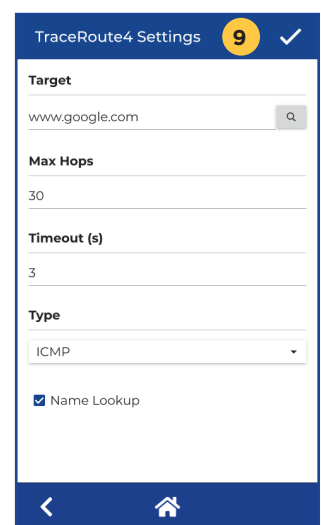 TraceRoute4 Settings 9
Target
www.google.com
Max Hops
30
Timeout (s)
3
Type
ICMP
Name Lookup